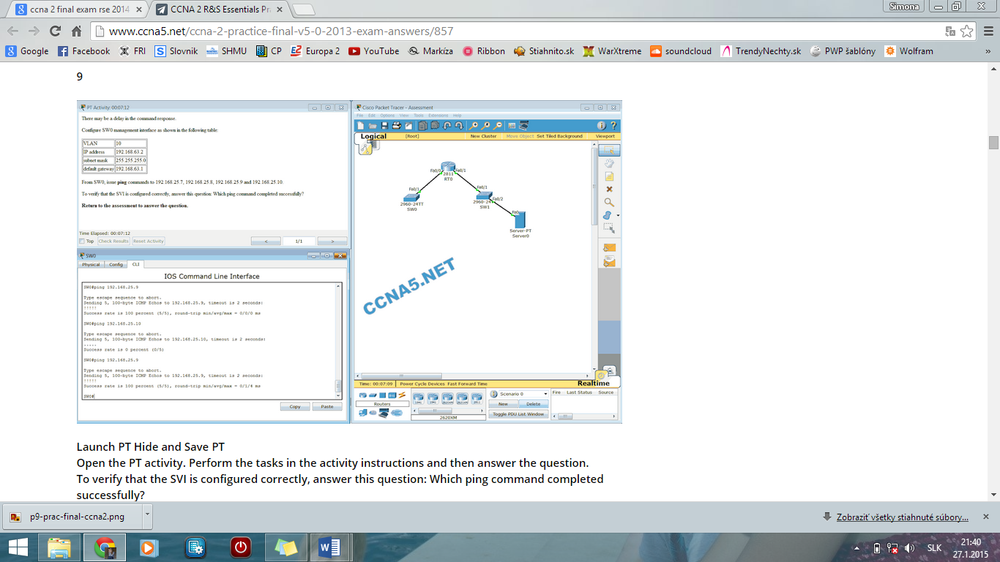 ccna 2 final exam rse 2014
CCNA 2 R&S Essentials Pr
Simona
www.ccna5.net/ccna-2-practice-final-v5-0-2013-exam-answers/857
Google Facebook FRI Slovnik SHMU CP Europa 2 YouTube Markíza Ribbon Stiahnito.sk WarXtreme soundcloud TrendyNechty.sk PWP šablóny Wolfram »
9
PT Activity: 00:07:12
There may be a delay in the command response.
Configure SW0 management interface as shown in the following table:
VLAN 10
IP address 192.168.63.2
subnet mask 255.255.255.0
default gateway 192.168.63.1
From SW0, issue ping commands to 192.168.25.7, 192.168.25.8, 192.168.25.9 and 192.168.25.10.
To verify that the SVI is configured correctly, answer this question: Which ping command completed successfully?
Return to the assessment to answer the question.
Time Elapsed: 00:07:12
Top Check Results Reset Activity < 1/1 >
Cisco Packet Tracer - Assessment
File Edit Options View Tools Extensions Help
Logical [Root] New Cluster Move Object Set Tiled Background Viewport
Fa0/0 Fa0/1
2811
RT0
Fa0/1
2960-24TT
SW0
Fa0/1
Fa0/2
SW1
Server-PT
Server0
CCNA5.NET
Time: 00:07:09 Power Cycle Devices Fast Forward Time Realtime
Routers
2620XM
Scenario 0
New Delete
Toggle PDU List Window
Fire Last Status Source
SW0
Physical Config CLI
IOS Command Line Interface
SW0#ping 192.168.25.9
Type escape sequence to abort.
Sending 5, 100-byte ICMP Echos to 192.168.25.9, timeout is 2 seconds:
!!!!!
Success rate is 100 percent (5/5), round-trip min/avg/max = 0/0/0 ms
SW0#ping 192.168.25.10
Type escape sequence to abort.
Sending 5, 100-byte ICMP Echos to 192.168.25.10, timeout is 2 seconds:
.....
Success rate is 0 percent (0/5)
SW0#ping 192.168.25.9
Type escape sequence to abort.
Sending 5, 100-byte ICMP Echos to 192.168.25.9, timeout is 2 seconds:
!!!!!
Success rate is 100 percent (5/5), round-trip min/avg/max = 0/1/4 ms
SW0#
Copy Paste
Launch PT Hide and Save PT
Open the PT activity. Perform the tasks in the activity instructions and then answer the question.
To verify that the SVI is configured correctly, answer this question: Which ping command completed
successfully?
p9-prac-final-ccna2.png
Zobraziť všetky stiahnuté súbory...
SLK
21:40
27.1.2015